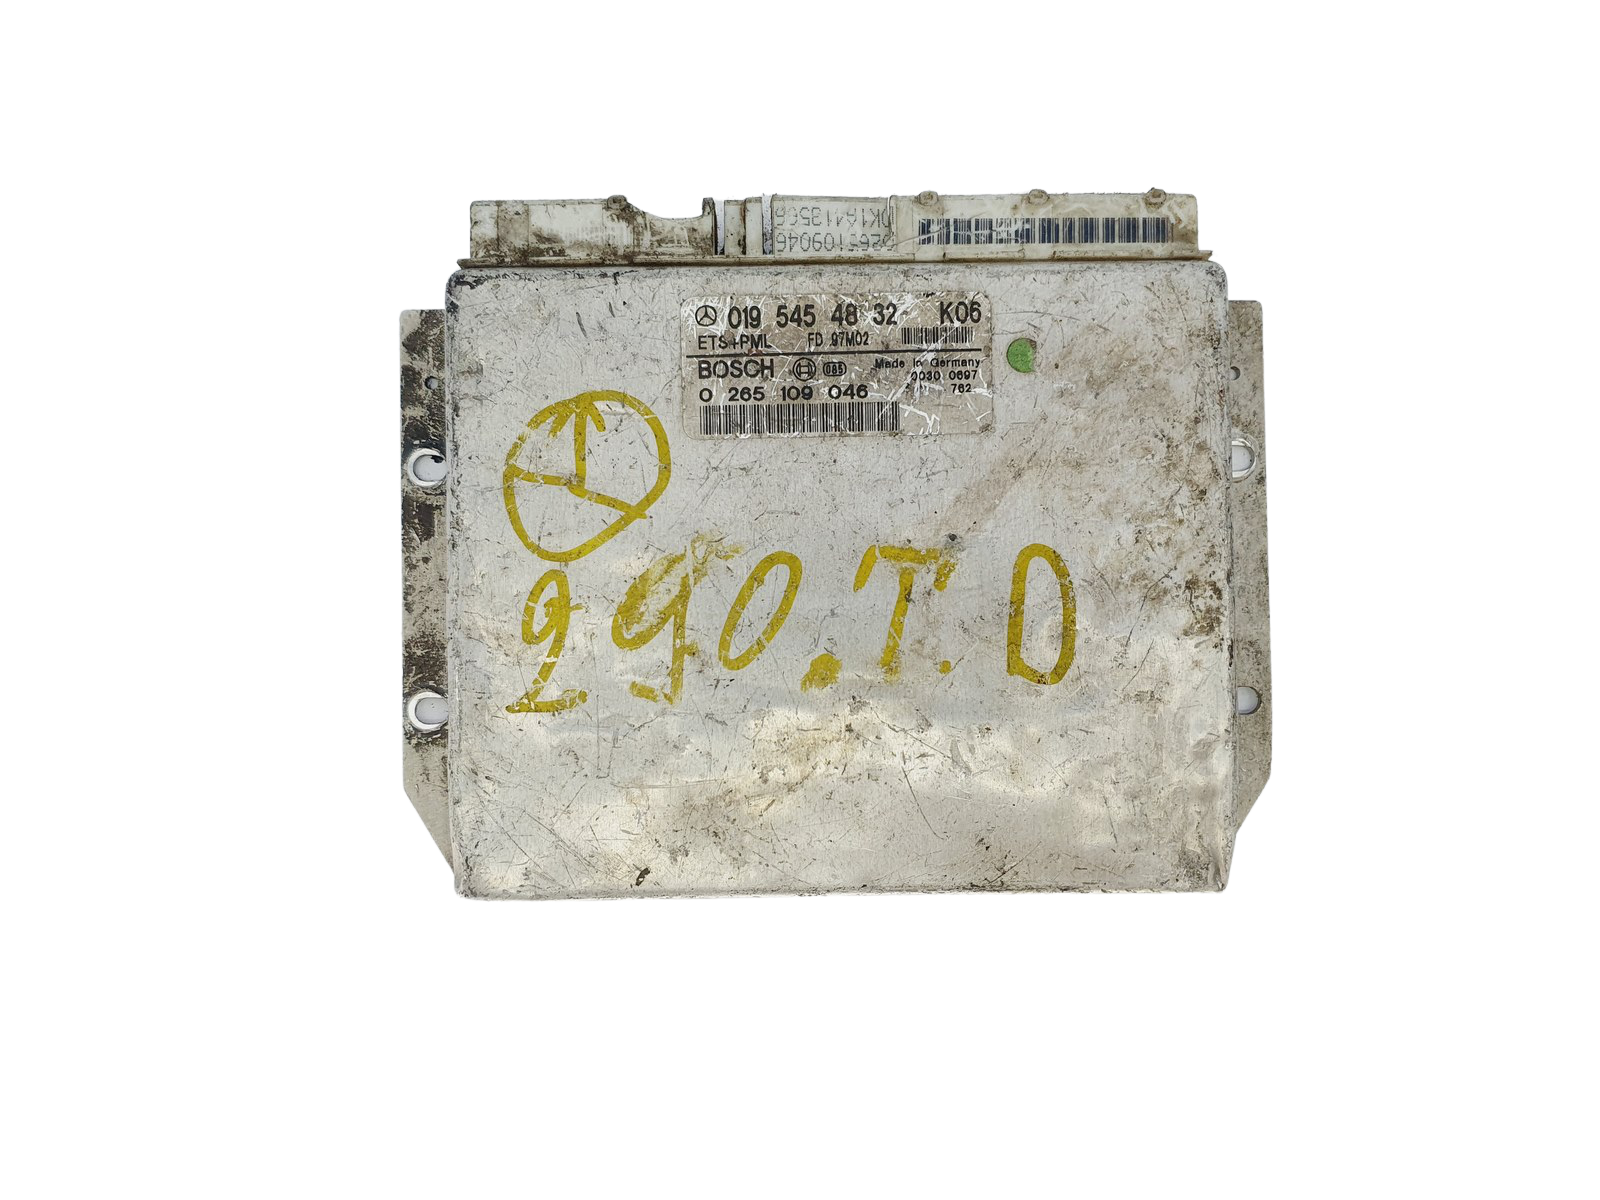 0265109046
019 545 48 32 K06
ETS+PML FD 97M02
BOSCH 085 Made in Germany
0030 0697
0 265 109 046 762
290.T.D